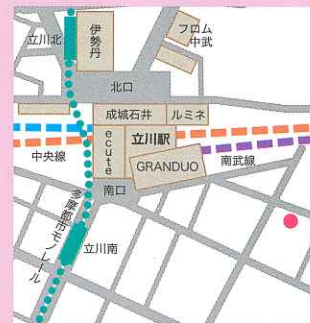 立川北
伊勢丹
フロム
中武
北口
成城石井
ルミネ
ecute
立川駅
GRANDUO
中央線
南武線
南口
多摩都市モノレール
立川南